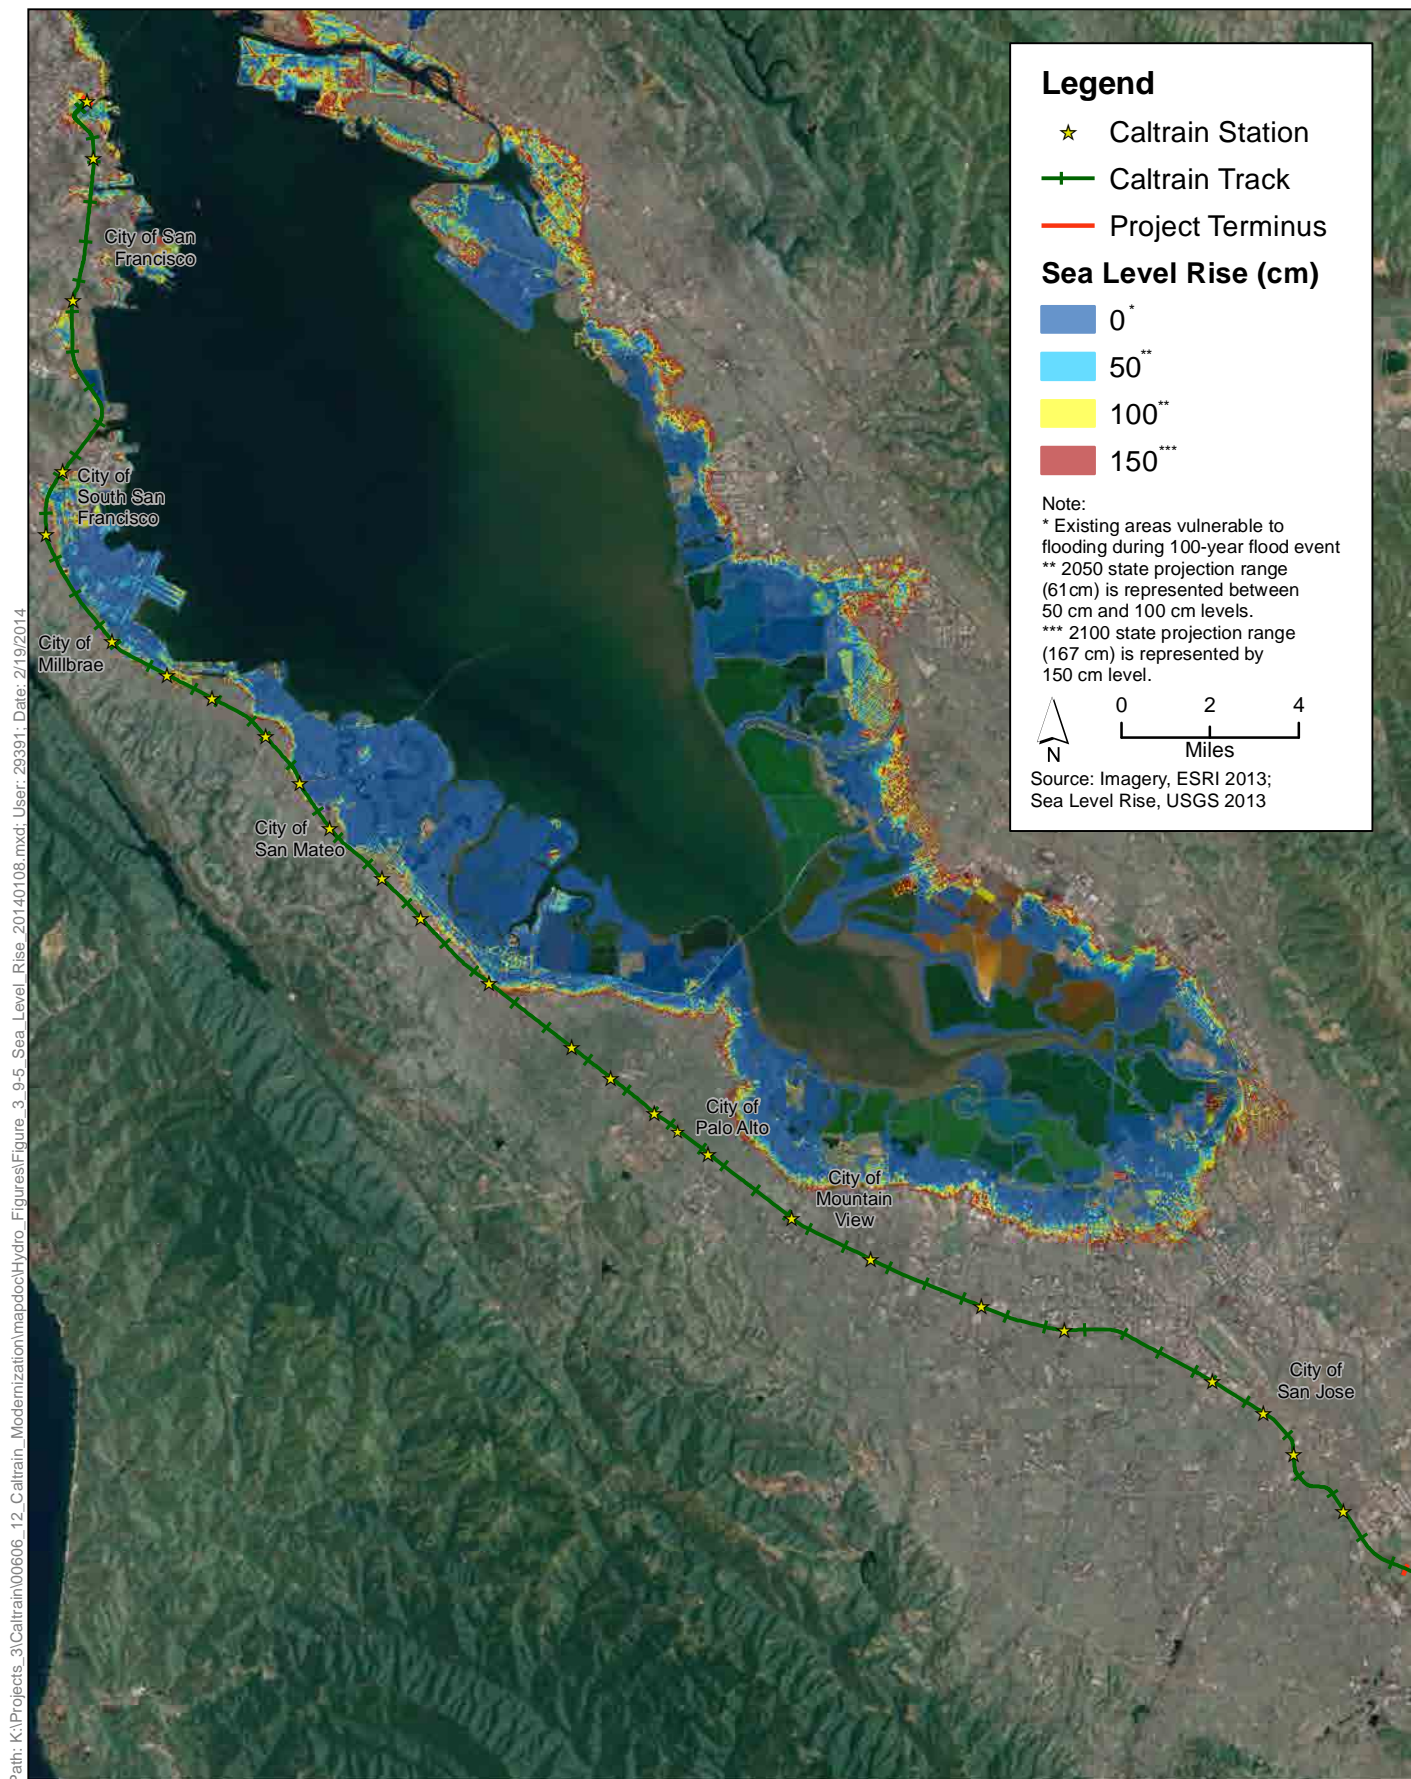 Legend
Caltrain Station
Caltrain Track
Project Terminus
Sea Level Rise (cm)
0*
50**
100**
150***
Note:
* Existing areas vulnerable to
flooding during 100-year flood event
** 2050 state projection range
(61cm) is represented between
50 cm and 100 cm levels.
*** 2100 state projection range
(167 cm) is represented by
150 cm level.
0 2 4
Miles
N
Source: Imagery, ESRI 2013;
Sea Level Rise, USGS 2013
City of San
Francisco
City of
South San
Francisco
City of
Millbrae
City of
San Mateo
City of
Palo Alto
City of
Mountain
View
City of
San Jose
Path: K:\Projects_3\Caltrain\00606_12_Caltrain_Modernization\mapdoc\Hydro_Figures\Figure_3_9-5_Sea_Level_Rise_20140108.mxd; User: 29391; Date: 2/19/2014